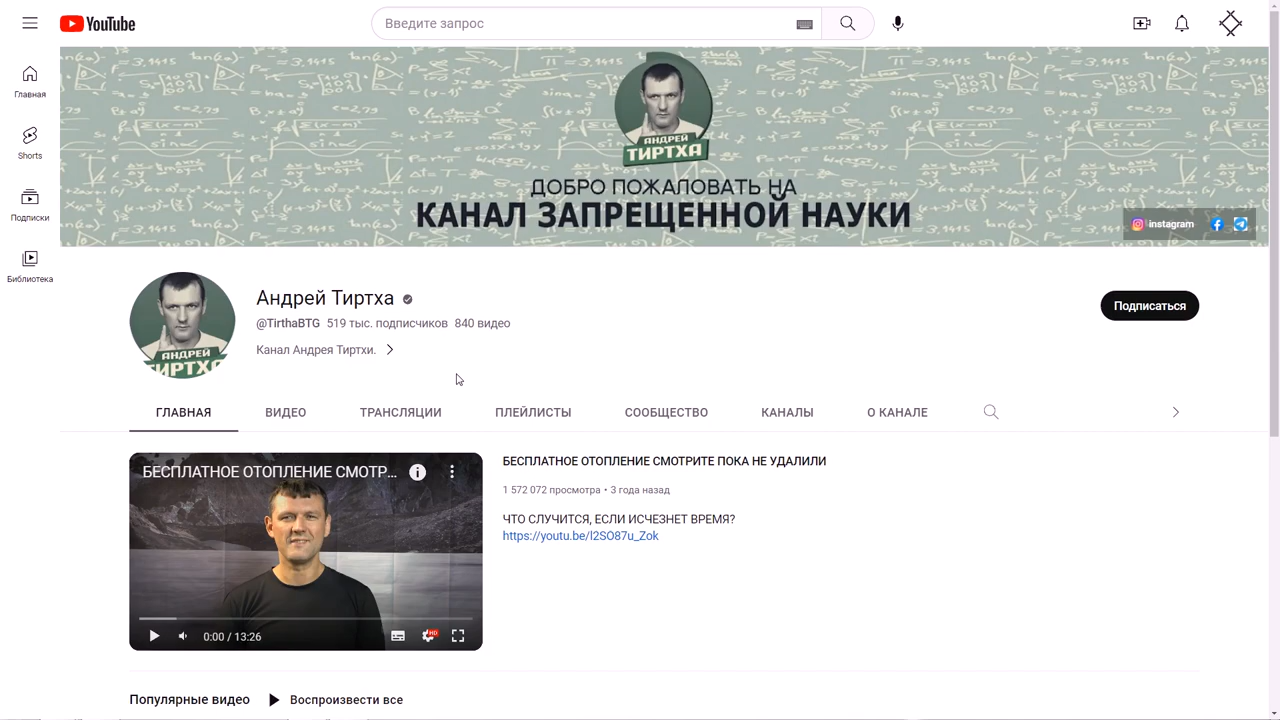 YouTube
Введите запрос
Главная
Shorts
Подписки
Библиотека
АНДРЕЙ
ТИРТХА
ДОБРО ПОЖАЛОВАТЬ НА
КАНАЛ ЗАПРЕЩЕННОЙ НАУКИ
instagram
АНДРЕЙ
ТИРТХА
Андрей Тиртха
@TirthaBTG 519 тыс. подписчиков 840 видео
Канал Андрея Тиртхи.
Подписаться
ГЛАВНАЯ ВИДЕО ТРАНСЛЯЦИИ ПЛЕЙЛИСТЫ СООБЩЕСТВО КАНАЛЫ О КАНАЛЕ
БЕСПЛАТНОЕ ОТОПЛЕНИЕ СМОТР...
0:00 / 13:26
HD
БЕСПЛАТНОЕ ОТОПЛЕНИЕ СМОТРИТЕ ПОКА НЕ УДАЛИЛИ
1 572 072 просмотра • 3 года назад
ЧТО СЛУЧИТСЯ, ЕСЛИ ИСЧЕЗНЕТ ВРЕМЯ?
https://youtu.be/l2SO87u_Zok
Популярные видео Воспроизвести все